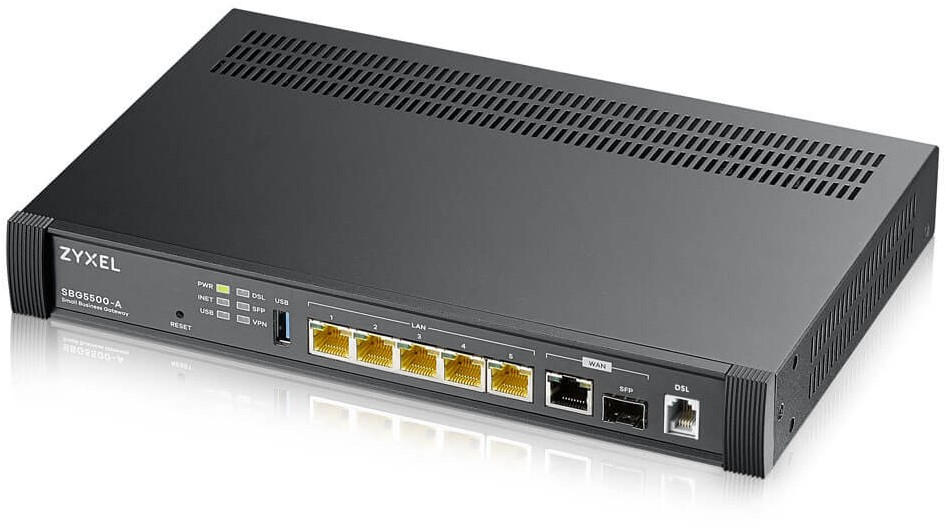 ZYXEL
SBG5500-A
Small Business Gateway
RESET
PWR
DSL
INET
SFP
USB
VPN
USB
LAN
1
2
3
4
5
WAN
SFP
DSL